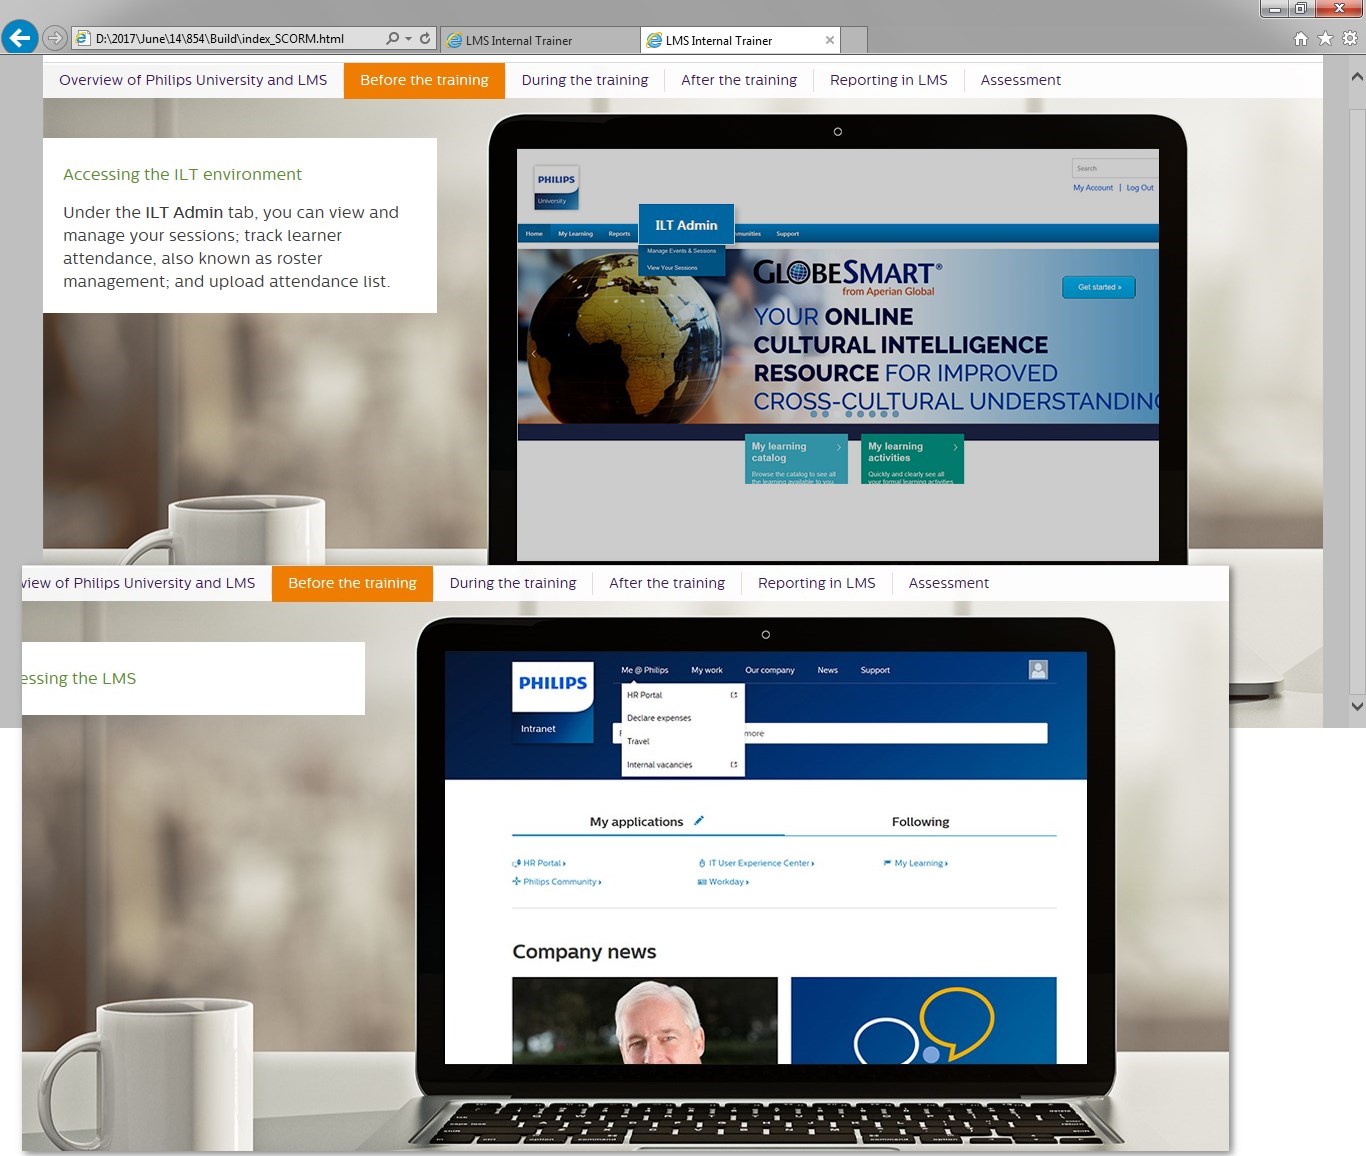 D:\2017\June\14\854\Build\index_SCORM.html
LMS Internal Trainer
LMS Internal Trainer
Overview of Philips University and LMS
Before the training
During the training
After the training
Reporting in LMS
Assessment
Accessing the ILT environment
Under the ILT Admin tab, you can view and
manage your sessions; track learner
attendance, also known as roster
management; and upload attendance list.
PHILIPS
University
Search
My Account | Log Out
Home
My Learning
Reports
ILT Admin
Support
Manage Events & Sessions
View Your Sessions
GLOBESMART®
from Aperian Global
Get started »
YOUR ONLINE
CULTURAL INTELLIGENCE
RESOURCE FOR IMPROVED
CROSS-CULTURAL UNDERSTANDING
My learning
catalog
Browse the catalog to see all
the learning available to you
My learning
activities
Quickly and clearly see all
your formal learning activities
view of Philips University and LMS
Before the training
During the training
After the training
Reporting in LMS
Assessment
essing the LMS
PHILIPS
Intranet
Me @ Philips
My work
Our company
News
Support
HR Portal
Declare expenses
Travel
Internal vacancies
more
My applications
Following
HR Portal
IT User Experience Center
My Learning
Philips Community
Workday
Company news